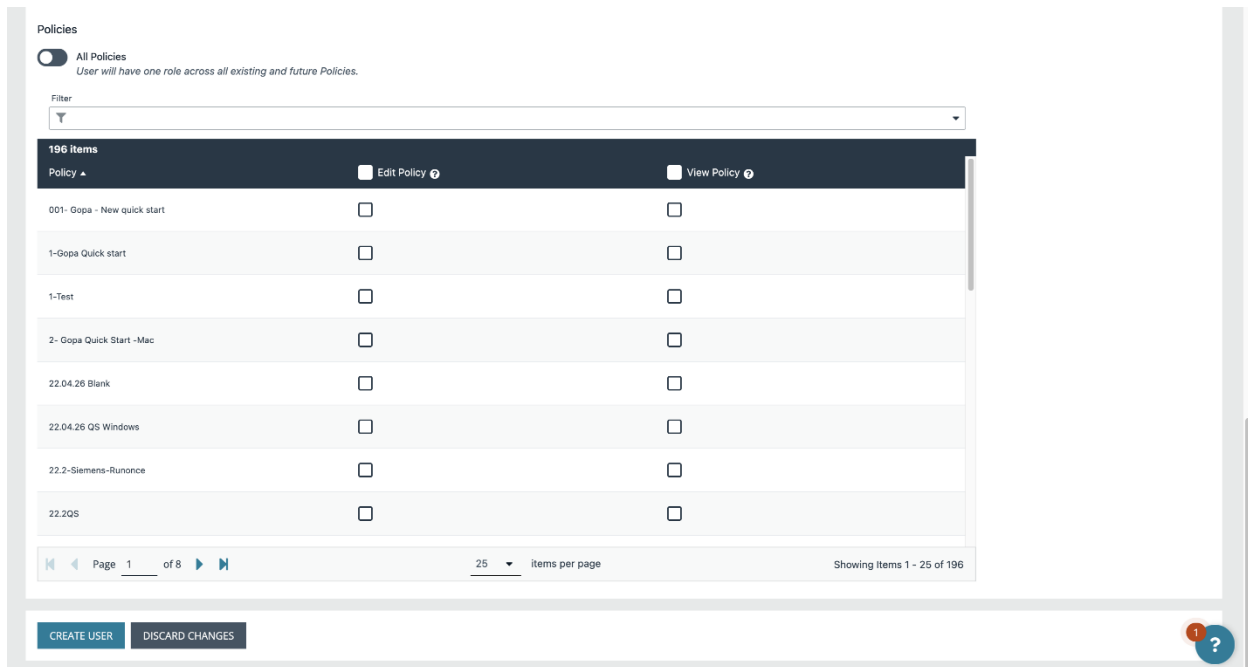 Policies
All Policies
User will have one role across all existing and future Policies.
Filter
196 items
Policy Edit Policy ? View Policy ?
001- Gopa - New quick start
1-Gopa Quick start
1-Test
2- Gopa Quick Start -Mac
22.04.26 Blank
22.04.26 QS Windows
22.2-Siemens-Runonce
22.2QS
Page 1 of 8 25 items per page Showing Items 1 - 25 of 196
CREATE USER DISCARD CHANGES
1
?